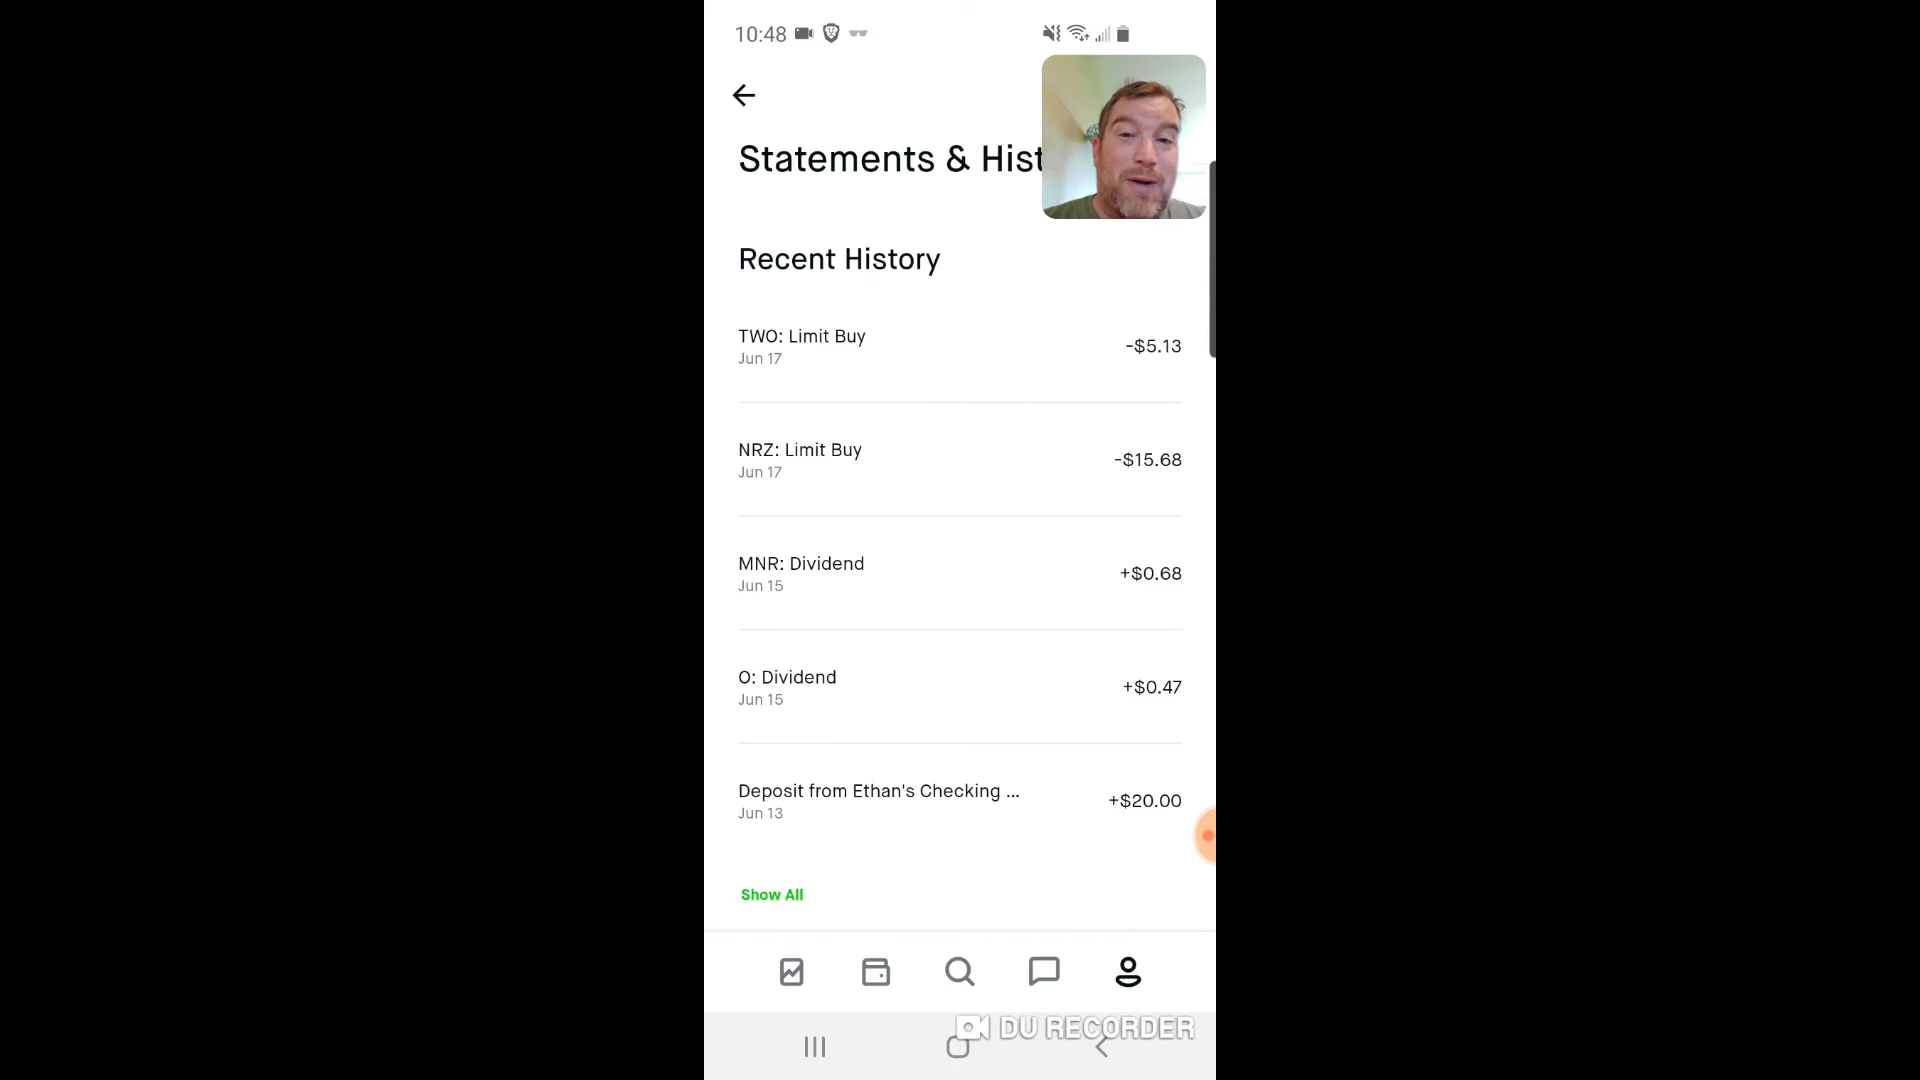 10:48
Statements & Hist
Recent History
TWO: Limit Buy
Jun 17
-$5.13
NRZ: Limit Buy
Jun 17
-$15.68
MNR: Dividend
Jun 15
+$0.68
O: Dividend
Jun 15
+$0.47
Deposit from Ethan's Checking ...
Jun 13
+$20.00
Show All
DU RECORDER